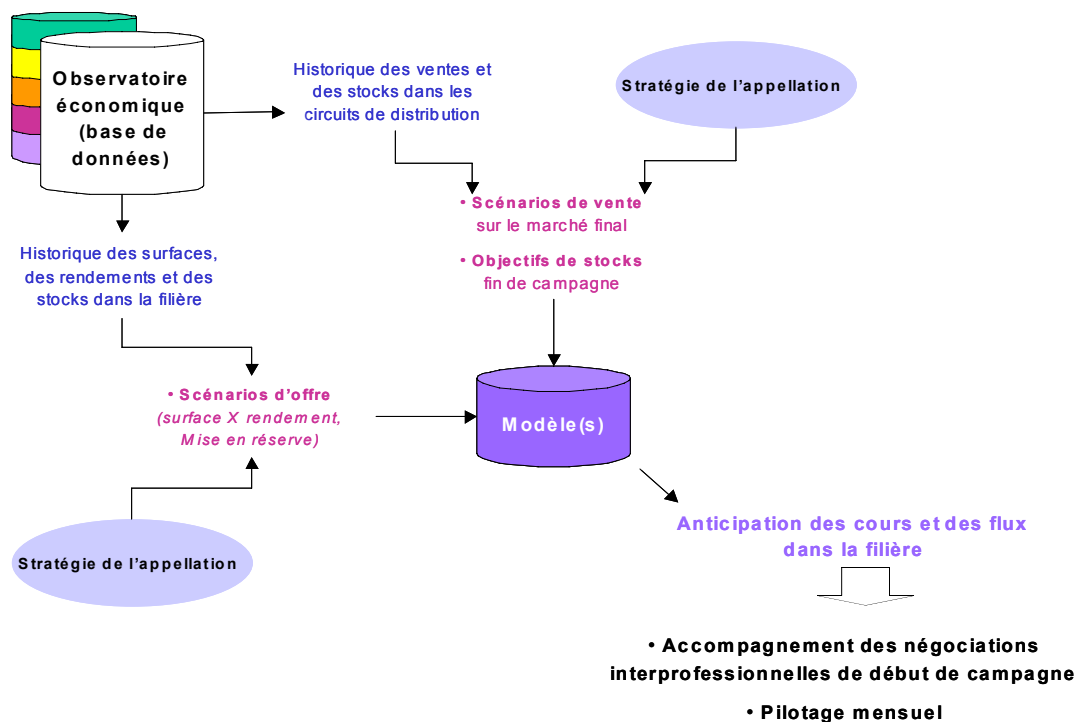 Observatoire
économique
(base de
données)
Historique des ventes et
des stocks dans les
circuits de distribution
Stratégie de l'appellation
• Scénarios de vente
sur le marché final
• Objectifs de stocks
fin de campagne
Historique des surfaces,
des rendements et des
stocks dans la filière
• Scénarios d'offre
(surface X rendement,
Mise en réserve)
Modèle(s)
Stratégie de l'appellation
Anticipation des cours et des flux
dans la filière
• Accompagnement des négociations
interprofessionnelles de début de campagne
• Pilotage mensuel